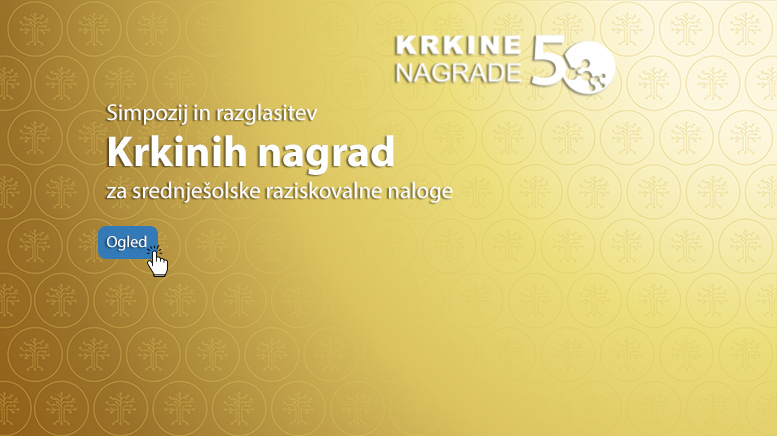 KRKINE
NAGRADE 50
Simpozij in razglasitev
Krkinih nagrad
za srednješolske raziskovalne naloge
Ogled